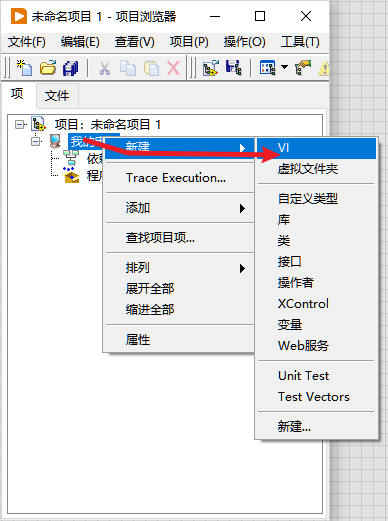 未命名项目 1 - 项目浏览器
文件(F) 编辑(E) 查看(V) 项目(P) 操作(O) 工具(T)
项 文件
项目：未命名项目 1
我的
依赖
程序
新建
Trace Execution...
添加
查找项目项...
排列
展开全部
缩进全部
属性
VI
虚拟文件夹
自定义类型
库
类
接口
操作者
XControl
变量
Web服务
Unit Test
Test Vectors
新建...